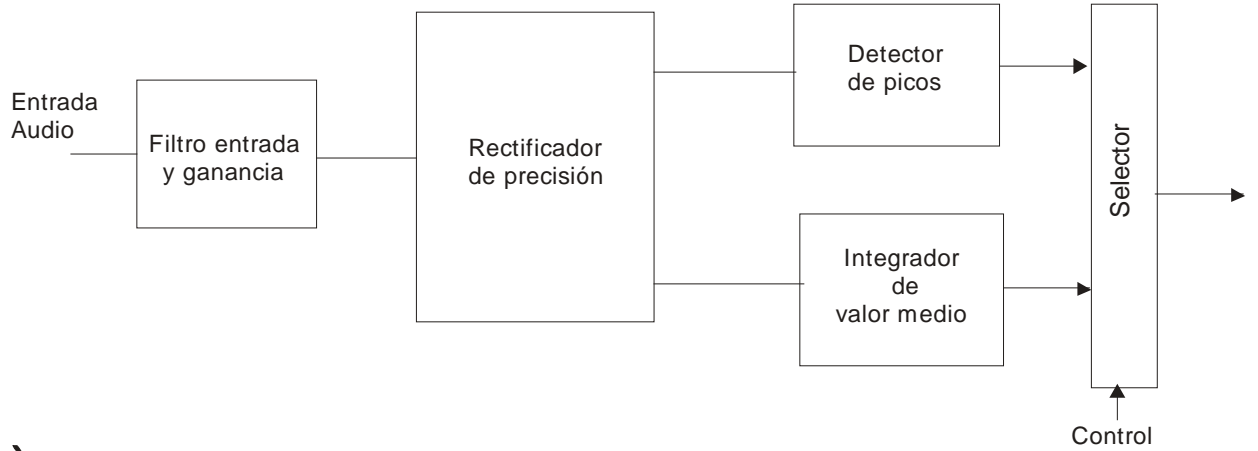 Entrada
Audio
Filtro entrada
y ganancia
Rectificador
de precisión
Detector
de picos
Integrador
de
valor medio
Selector
Control